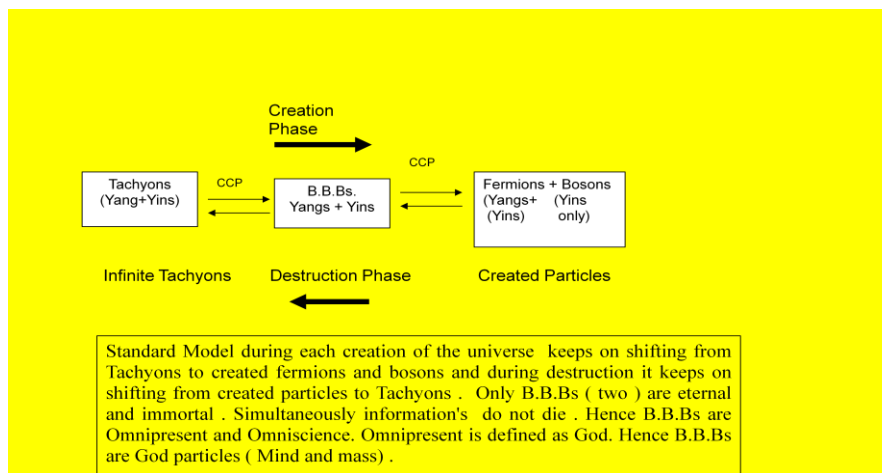 Creation
Phase
CCP
CCP
Tachyons
(Yang+Yins)
B.B.Bs.
Yangs + Yins
Fermions + Bosons
(Yangs+ (Yins
(Yins) only)
Infinite Tachyons Destruction Phase Created Particles
Standard Model during each creation of the universe keeps on shifting from
Tachyons to created fermions and bosons and during destruction it keeps on
shifting from created particles to Tachyons . Only B.B.Bs ( two ) are eternal
and immortal . Simultaneously information's do not die . Hence B.B.Bs are
Omnipresent and Omniscience. Omnipresent is defined as God. Hence B.B.Bs
are God particles ( Mind and mass) .